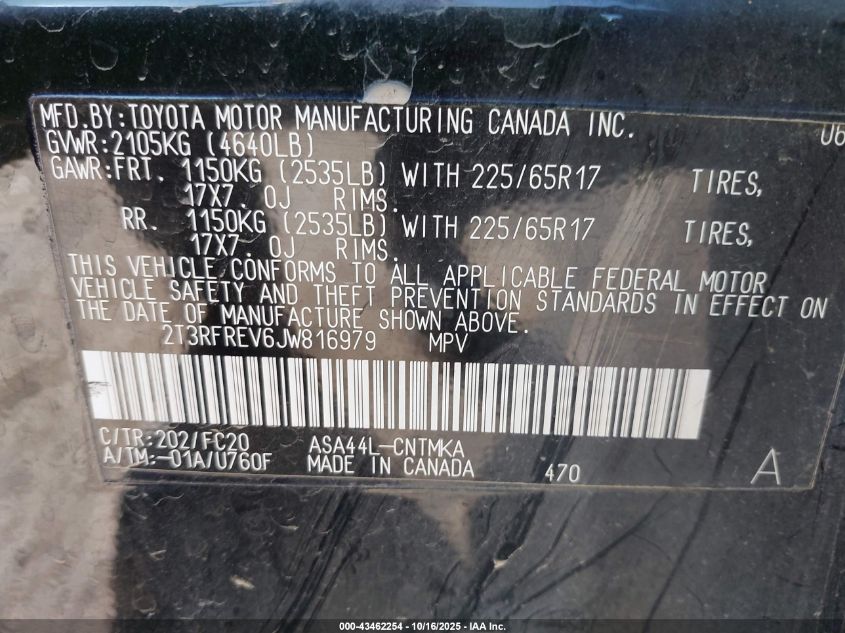 MFD.BY:TOYOTA MOTOR MANUFACTURING CANADA INC. 06
GVWR:2105KG (4640LB)
GAWR:FRT. 1150KG (2535LB) WITH 225/65R17 TIRES,
17X7.0J RIMS.
RR. 1150KG (2535LB) WITH 225/65R17 TIRES,
17X7.0J RIMS.
THIS VEHICLE CONFORMS TO ALL APPLICABLE FEDERAL MOTOR
VEHICLE SAFETY AND THEFT PREVENTION STANDARDS IN EFFECT ON
THE DATE OF MANUFACTURE SHOWN ABOVE.
2T3RFREV6JW816979 MPV
C/TR:202/FC20 ASA44L-CNTMKA
A/TM:-01A/U760F MADE IN CANADA 470 A
000-43462254 - 10/16/2025 - IAA Inc.